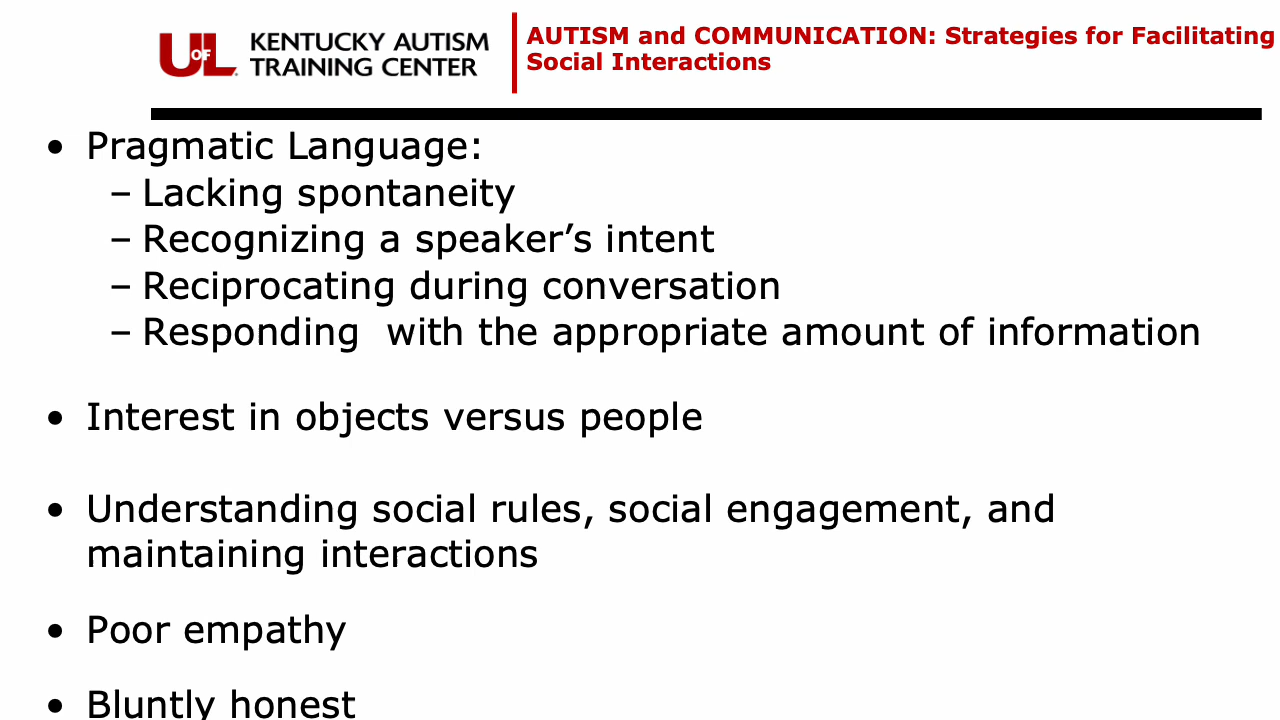 UofL KENTUCKY AUTISM
TRAINING CENTER
AUTISM and COMMUNICATION: Strategies for Facilitating
Social Interactions
• Pragmatic Language:
– Lacking spontaneity
– Recognizing a speaker’s intent
– Reciprocating during conversation
– Responding  with the appropriate amount of information
• Interest in objects versus people
• Understanding social rules, social engagement, and
maintaining interactions
• Poor empathy
• Bluntly honest